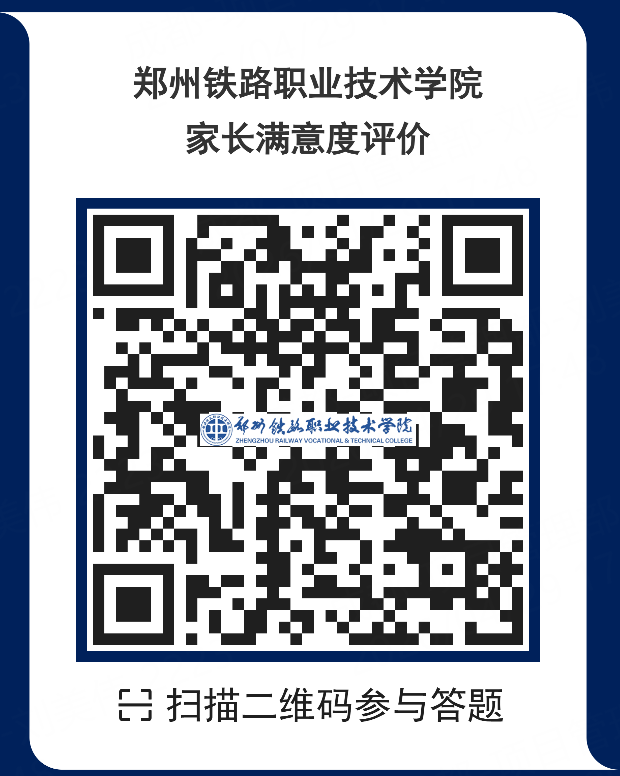 郑州铁路职业技术学院
家长满意度评价
郑州铁路职业技术学院
ZHENGZHOU RAILWAY VOCATIONAL & TECHNICAL COLLEGE
扫描二维码参与答题